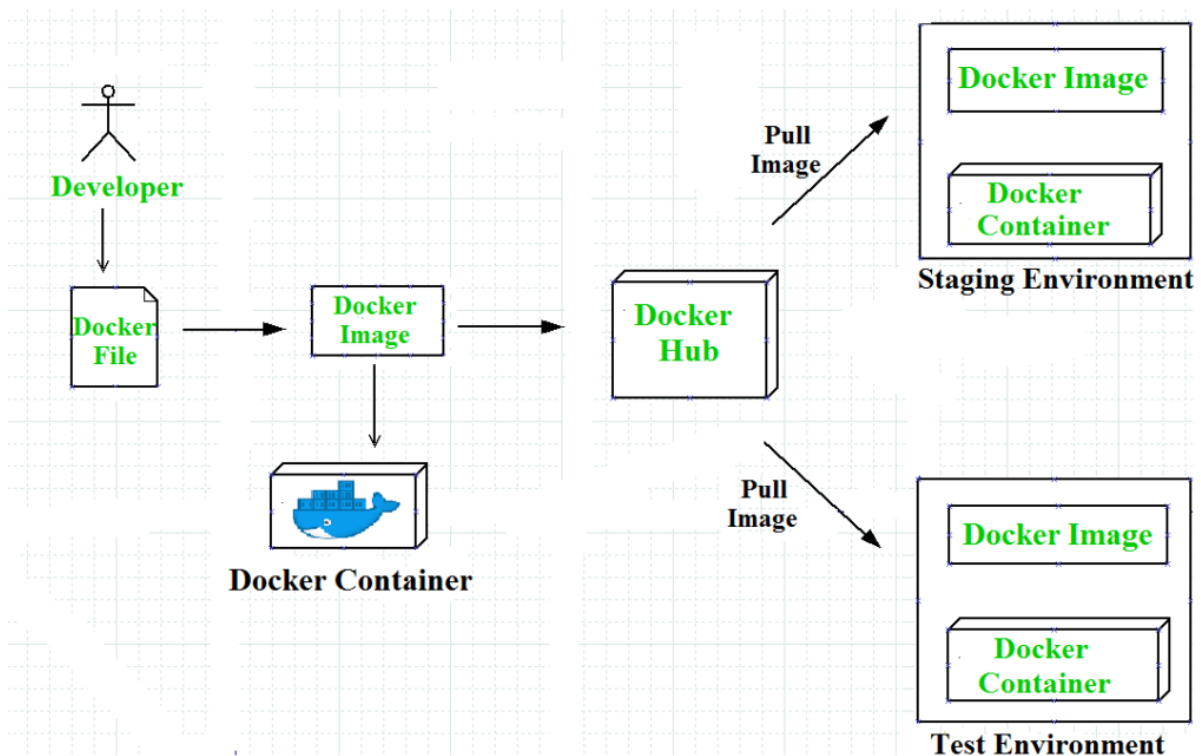 Developer
Docker
File
Docker
Image
Docker Container
Docker
Hub
Pull
Image
Docker Image
Docker
Container
Staging Environment
Pull
Image
Docker Image
Docker
Container
Test Environment